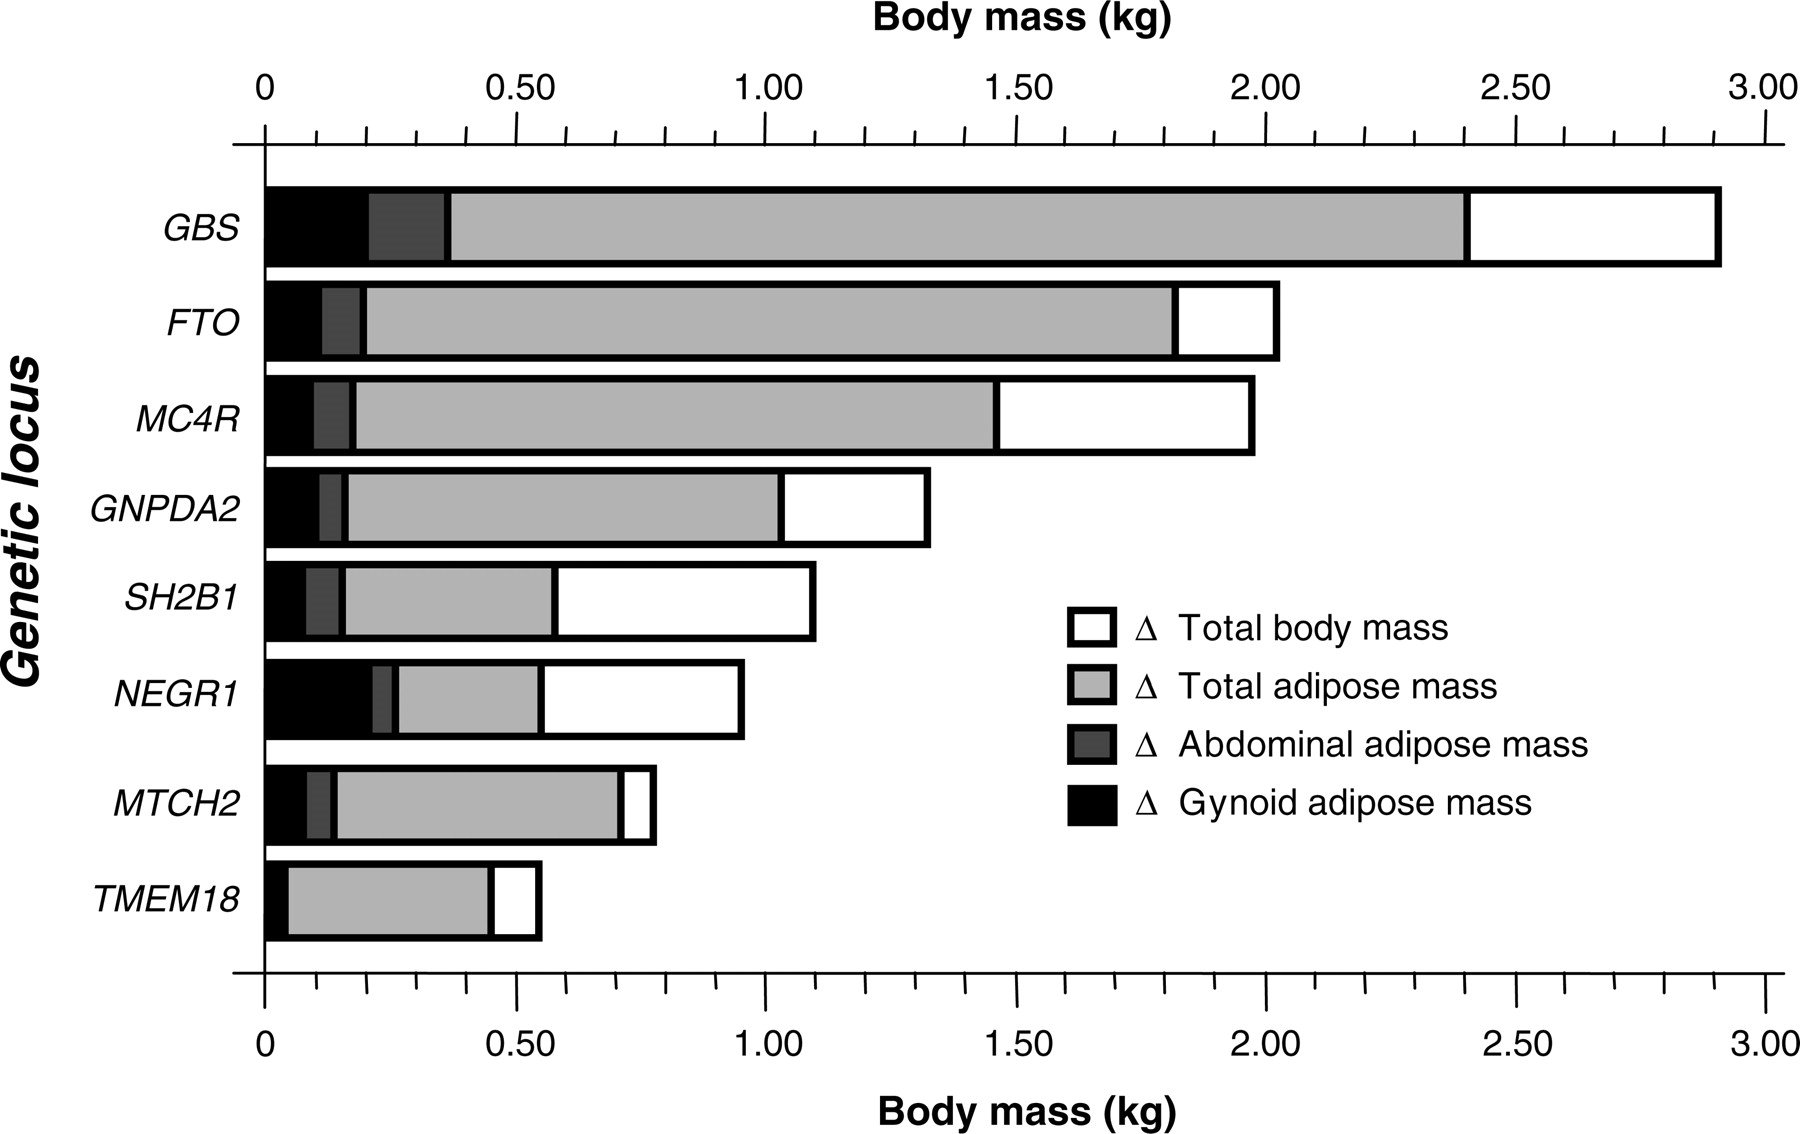 Body mass (kg)
0 0.50 1.00 1.50 2.00 2.50 3.00
Genetic locus
GBS
FTO
MC4R
GNPDA2
SH2B1
NEGR1
MTCH2
TMEM18
Δ Total body mass
Δ Total adipose mass
Δ Abdominal adipose mass
Δ Gynoid adipose mass
0 0.50 1.00 1.50 2.00 2.50 3.00
Body mass (kg)